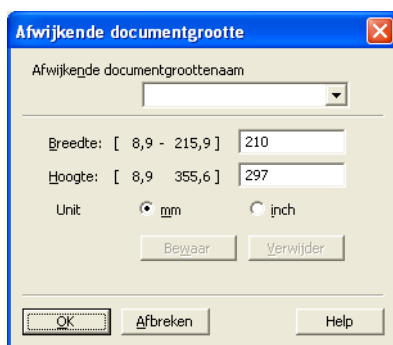 Afwijkende documentgrootte
Afwijkende documentgroottenaam
Breedte: [ 8,9 - 215,9 ] 210
Hoogte: [ 8,9 355,6 ] 297
Unit mm inch
Bewaar Verwijder
OK Afbreken Help